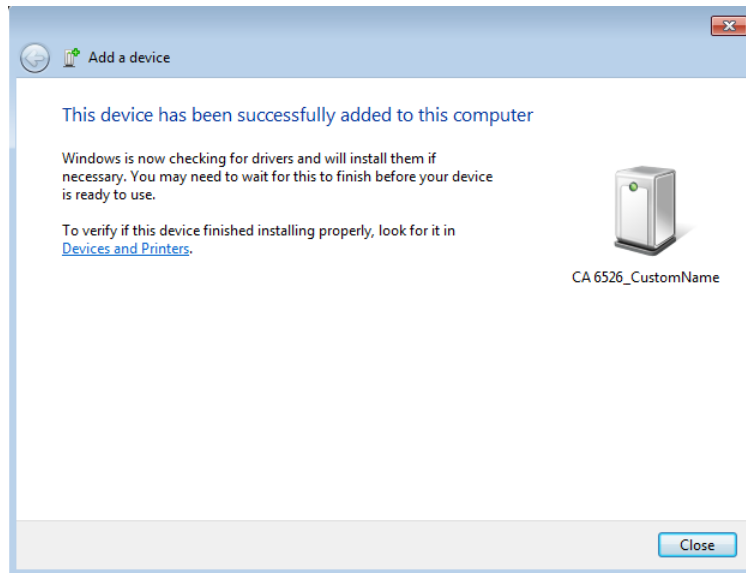 Add a device
This device has been successfully added to this computer
Windows is now checking for drivers and will install them if
necessary. You may need to wait for this to finish before your device
is ready to use.
To verify if this device finished installing properly, look for it in
Devices and Printers.
CA 6526_CustomName
Close